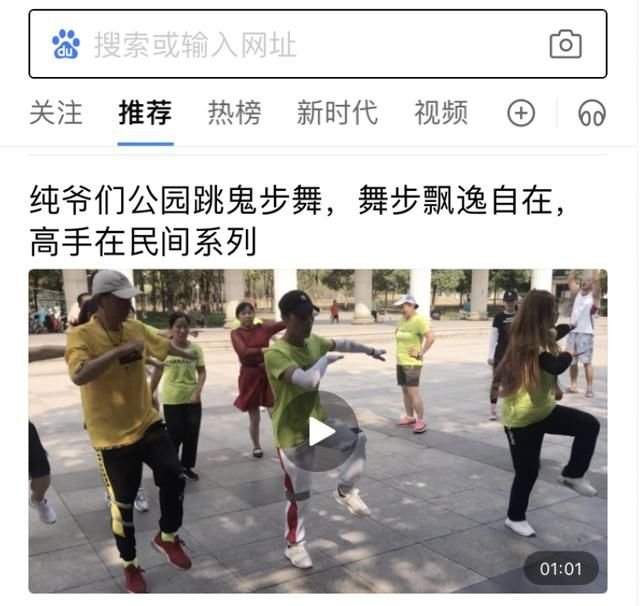 du 搜索或输入网址
关注 推荐 热榜 新时代 视频
纯爷们公园跳鬼步舞，舞步飘逸自在，
高手在民间系列
01:01